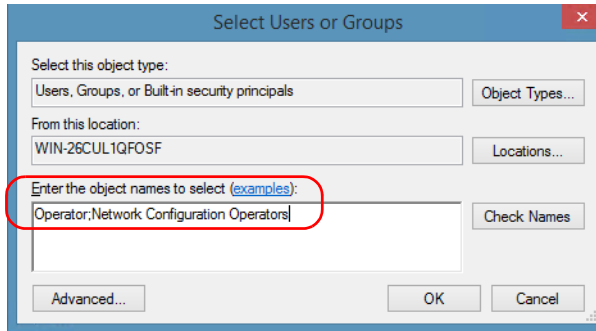 Select Users or Groups
Select this object type:
Users, Groups, or Built-in security principals
Object Types...
From this location:
WIN-26CUL1QFOSF
Locations...
Enter the object names to select (examples):
Operator;Network Configuration Operators
Check Names
Advanced...
OK
Cancel